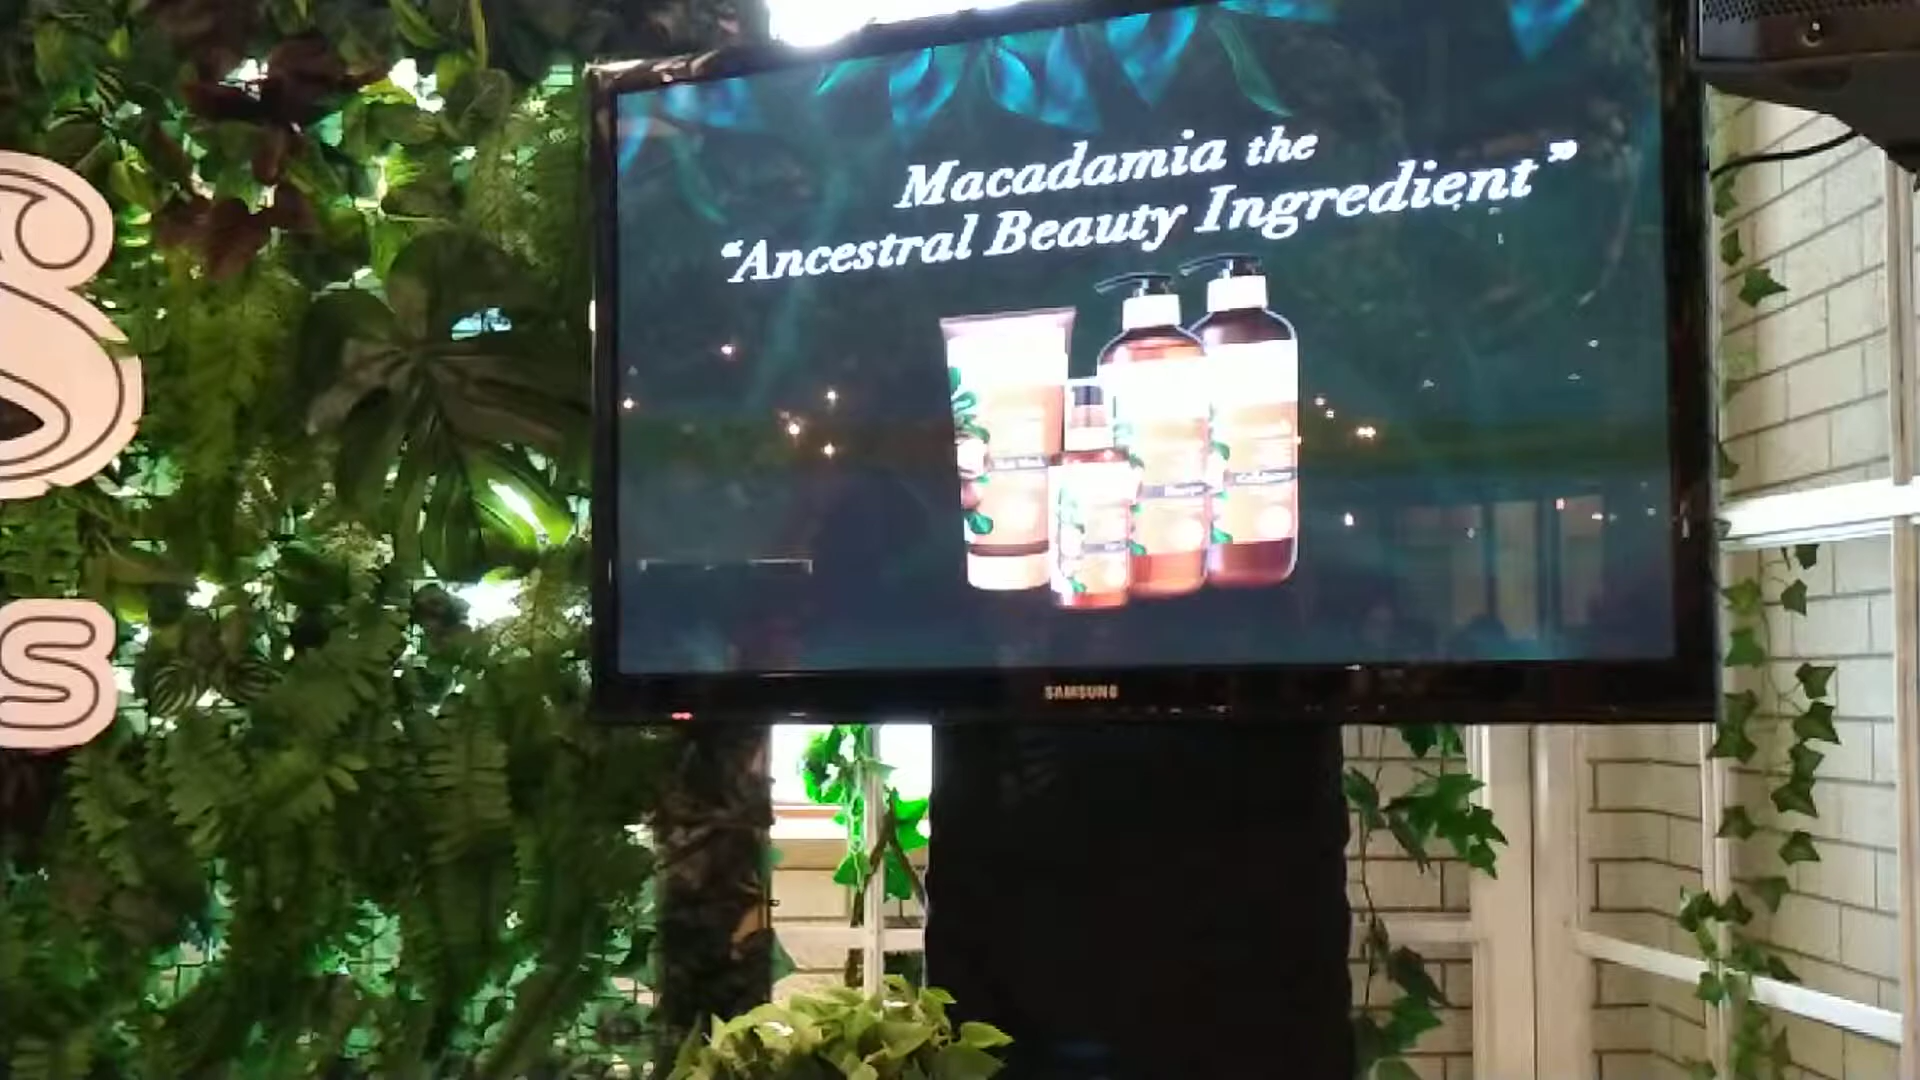 Macadamia the
“Ancestral Beauty Ingredient”
SAMSUNG
S
s